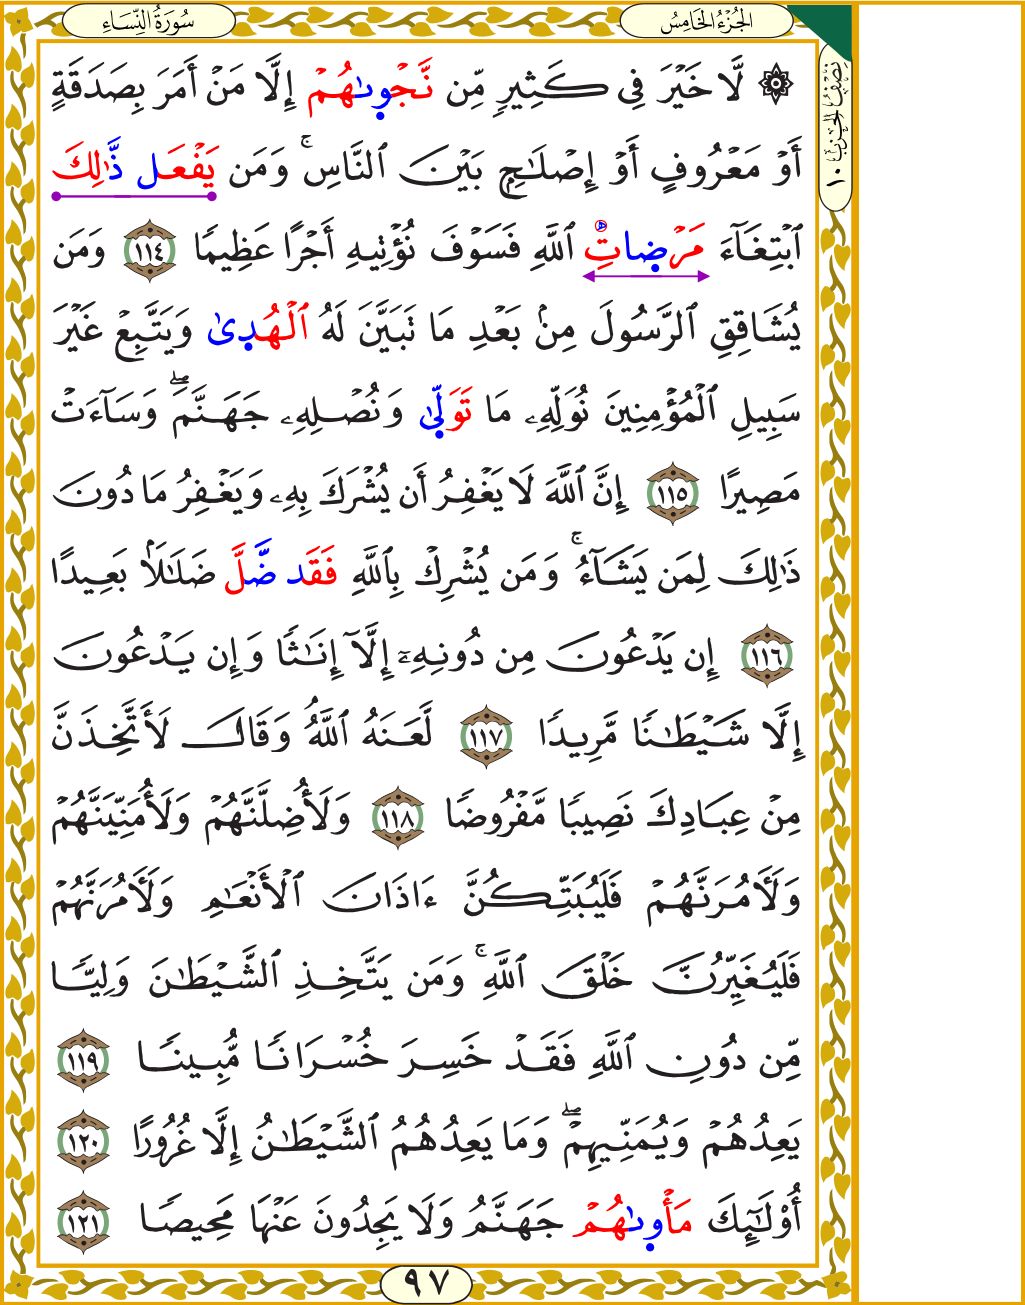 سُورَةُ النِّسَاءِ
الجُزْءُ الخَامِسُ
نِصْفُ الحِزْبِ ١٠
۞ لَّا خَيْرَ فِي كَثِيرٍ مِّن نَّجْوىٰهُمْ إِلَّا مَنْ أَمَرَ بِصَدَقَةٍ
أَوْ مَعْرُوفٍ أَوْ إِصْلَٰحٍۭ بَيْنَ ٱلنَّاسِۚ وَمَن يَفْعَل ذَّٰلِكَ
ٱبْتِغَآءَ مَرْضِاتِ ٱللَّهِ فَسَوْفَ نُؤْتِيهِ أَجْرًا عَظِيمًا ١١٤ وَمَن
يُشَاقِقِ ٱلرَّسُولَ مِنۢ بَعْدِ مَا تَبَيَّنَ لَهُ ٱلْهُدىٰ وَيَتَّبِعْ غَيْرَ
سَبِيلِ ٱلْمُؤْمِنِينَ نُوَلِّهِۦ مَا تَوَلّىٰ وَنُصْلِهِۦ جَهَنَّمَۖ وَسَآءَتْ
مَصِيرًا ١١٥ إِنَّ ٱللَّهَ لَا يَغْفِرُ أَن يُشْرَكَ بِهِۦ وَيَغْفِرُ مَا دُونَ
ذَٰلِكَ لِمَن يَشَآءُۚ وَمَن يُشْرِكْ بِٱللَّهِ فَقَد ضَّلَّ ضَلَٰلًۢا بَعِيدًا
١١٦ إِن يَدْعُونَ مِن دُونِهِۦٓ إِلَّآ إِنَٰثًا وَإِن يَدْعُونَ
إِلَّا شَيْطَٰنًا مَّرِيدًا ١١٧ لَّعَنَهُ ٱللَّهُۘ وَقَالَ لَأَتَّخِذَنَّ
مِنْ عِبَادِكَ نَصِيبًا مَّفْرُوضًا ١١٨ وَلَأُضِلَّنَّهُمْ وَلَأُمَنِّيَنَّهُمْ
وَلَءَامُرَنَّهُمْ فَلَيُبَتِّكُنَّ ءَاذَانَ ٱلْأَنْعَٰمِ وَلَءَامُرَنَّهُمْ
فَلَيُغَيِّرُنَّ خَلْقَ ٱللَّهِۚ وَمَن يَتَّخِذِ ٱلشَّيْطَٰنَ وَلِيًّا
مِّن دُونِ ٱللَّهِ فَقَدْ خَسِرَ خُسْرَانًا مُّبِينًا ١١٩
يَعِدُهُمْ وَيُمَنِّيهِمْۖ وَمَا يَعِدُهُمُ ٱلشَّيْطَٰنُ إِلَّا غُرُورًا ١٢٠
أُو۟لَٰٓئِكَ مَأْوىٰهُمْ جَهَنَّمُ وَلَا يَجِدُونَ عَنْهَا مَحِيصًا ١٢١
٩٧